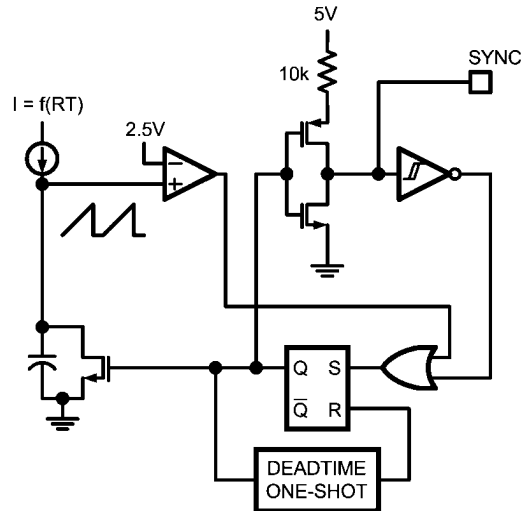 5V
SYNC
10k
I = f(RT)
2.5V
−
+
Q S
Q̅ R
DEADTIME
ONE-SHOT